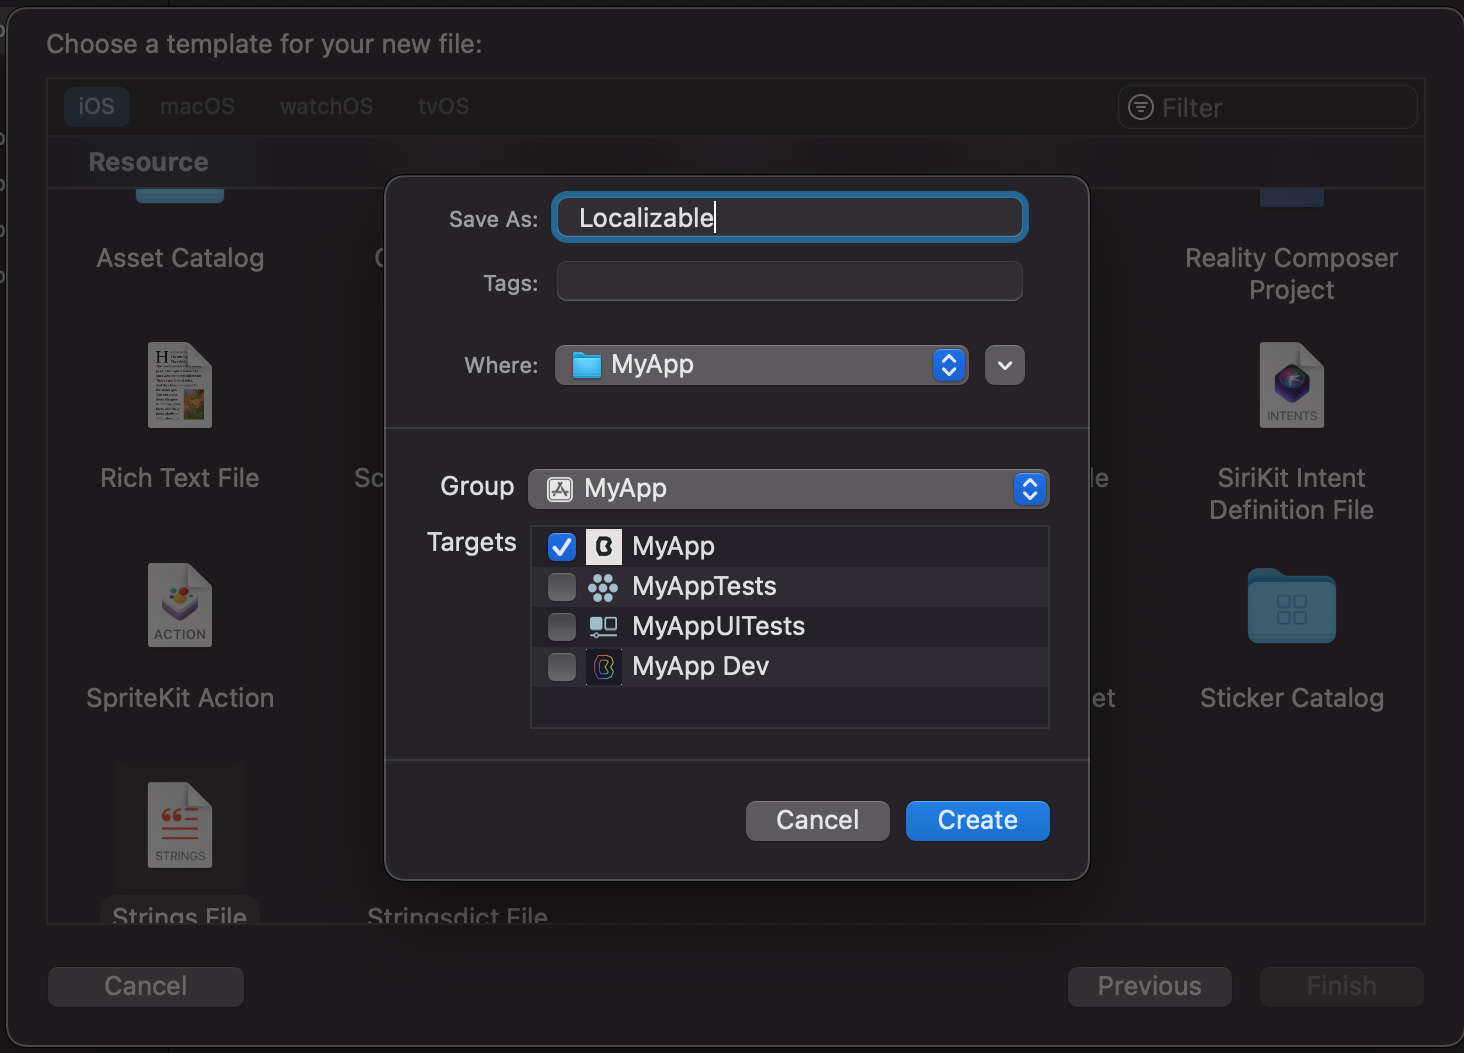 Choose a template for your new file:
iOS
macOS
watchOS
tvOS
Filter
Resource
Asset Catalog
Reality Composer
Project
Rich Text File
INTENTS
SiriKit Intent
Definition File
ACTION
SpriteKit Action
Sticker Catalog
STRINGS
Strings File
Stringsdict File
Save As:
Localizable
Tags:
Where:
MyApp
Group
MyApp
Targets
MyApp
MyAppTests
MyAppUITests
MyApp Dev
Cancel
Create
Cancel
Previous
Finish